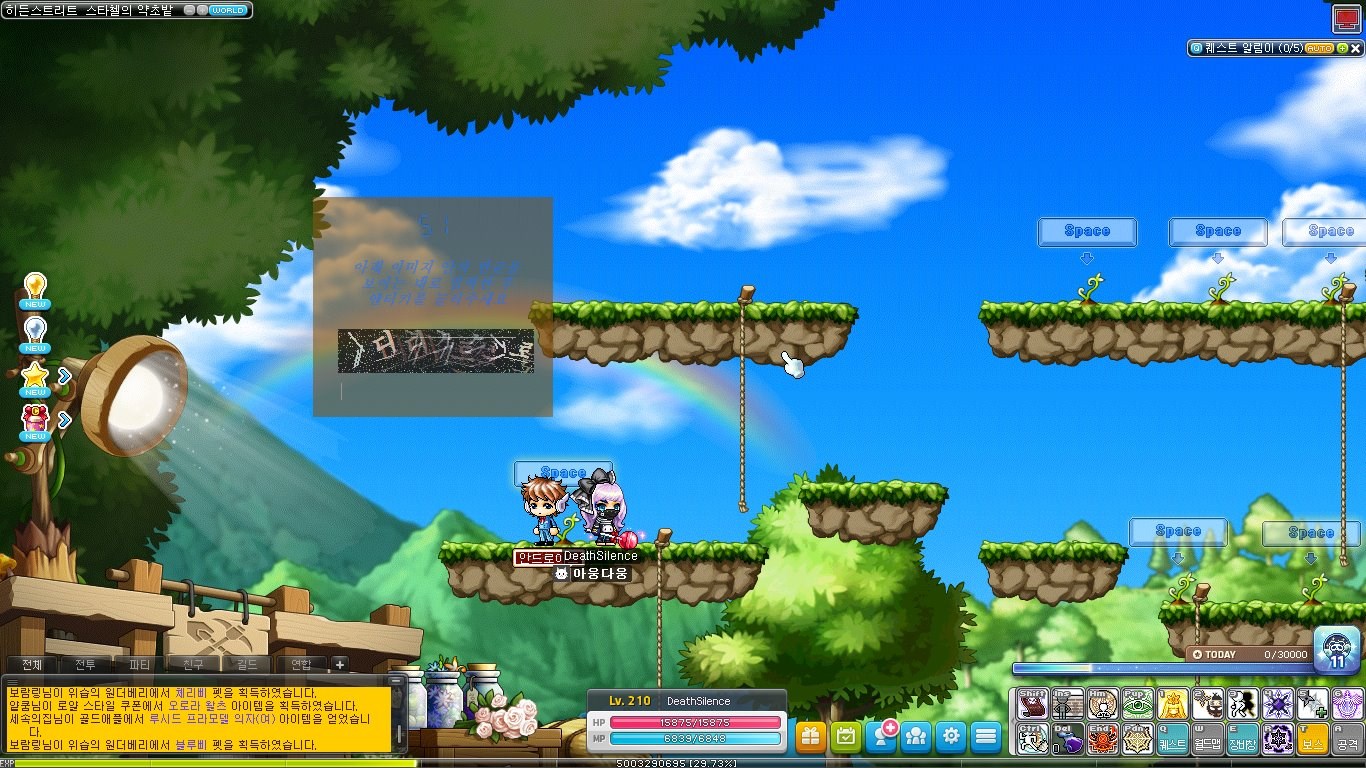 히든스트리트 스타첼의 약초밭
WORLD
퀘스트 알림이 (0/5) AUTO
Space
Space
Space
NEW
NEW
NEW
NEW
Space
Space
Space
DeathSilence
아웅다웅
TODAY 0/30000
11
전체 전투 파티 친구 길드 연합 +
보람링님이 위습의 원더베리에서 체리삐 펫을 획득하였습니다.
알쿰님이 로얄 스타일 쿠폰에서 오로라 왈츠 아이템을 획득하였습니다.
세속의집님이 골드애플에서 루시드 프라모델 의자(여) 아이템을 얻었습니
다.
보람링님이 위습의 원더베리에서 블루삐 펫을 획득하였습니다.
Lv. 210 DeathSilence
HP 15875/15875
MP 6839/6848
Shift Ins Hm Pup
Ctrl Del End Pdn Q 퀘스트 W 월드맵 E 장비창 T 보스 A 공격
EXP 5003290695 [29.73%]